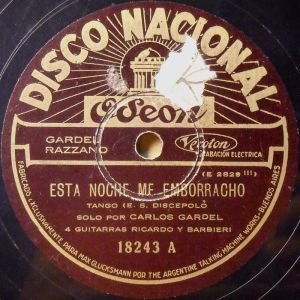 DISCO NACIONAL
Odeon
GARDEL
RAZZANO
Veroton
GRABACION ELECTRICA
(E 2829 III)
ESTA NOCHE ME EMBORRACHO
TANGO (E. S. DISCEPOLO)
SOLO POR CARLOS GARDEL
4 GUITARRAS RICARDO Y BARBIERI
18243 A
FABRICADO EXCLUSIVAMENTE PARA MAX GLUCKSMANN POR THE ARGENTINE TALKING MACHINE WORKS-BUENOS AIRES